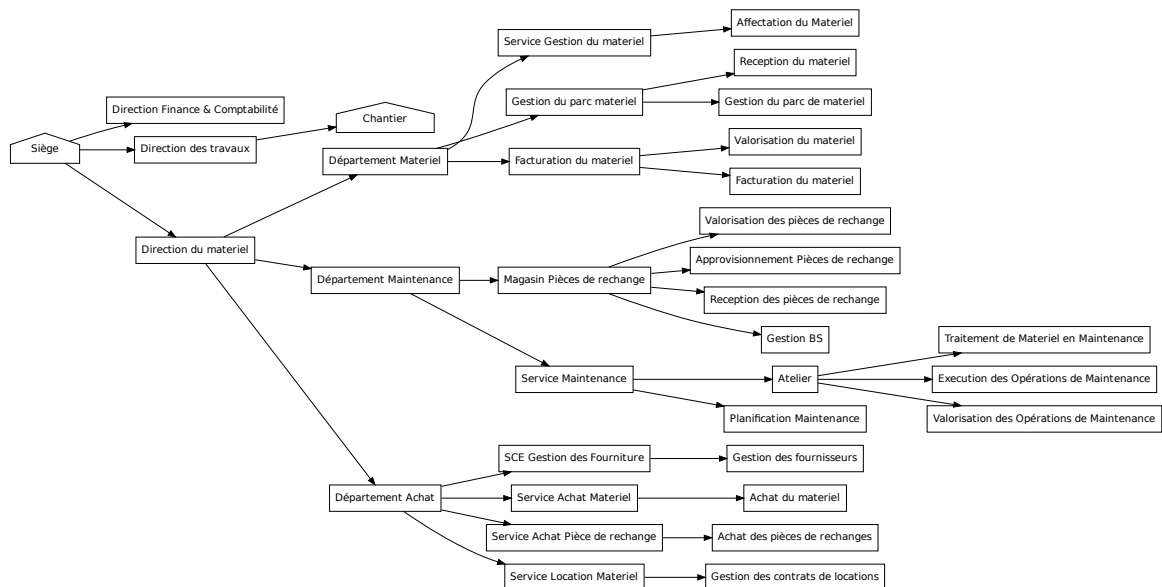 Affectation du Materiel
Service Gestion du materiel
Reception du materiel
Gestion du parc materiel
Gestion du parc de materiel
Direction Finance & Comptabilité
Chantier
Siège
Direction des travaux
Valorisation du materiel
Département Materiel
Facturation du materiel
Facturation du materiel
Valorisation des pièces de rechange
Direction du materiel
Approvisionnement Pièces de rechange
Département Maintenance
Magasin Pièces de rechange
Reception des pièces de rechange
Gestion BS
Traitement de Materiel en Maintenance
Service Maintenance
Atelier
Execution des Opérations de Maintenance
Planification Maintenance
Valorisation des Opérations de Maintenance
SCE Gestion des Fourniture
Gestion des fournisseurs
Département Achat
Service Achat Materiel
Achat du materiel
Service Achat Pièce de rechange
Achat des pièces de rechanges
Service Location Materiel
Gestion des contrats de locations